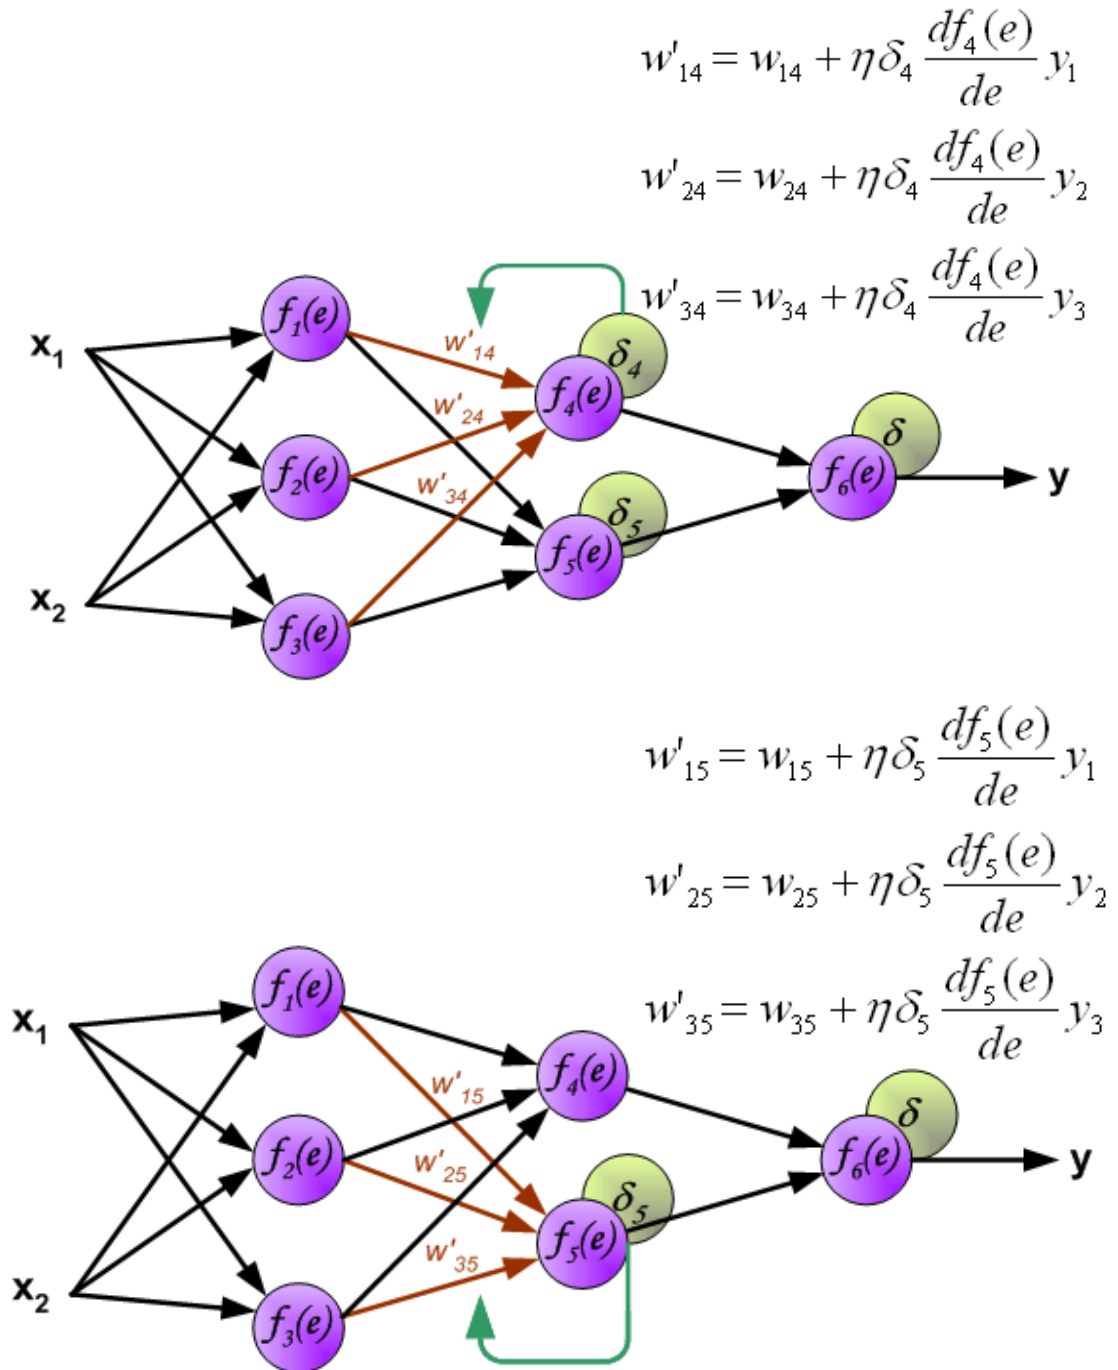 w'₁₄ = w₁₄ + ηδ₄ df₄(e)/de y₁
w'₂₄ = w₂₄ + ηδ₄ df₄(e)/de y₂
w'₃₄ = w₃₄ + ηδ₄ df₄(e)/de y₃
f₁(e)
x₁
w'₁₄
δ₄
f₄(e)
w'₂₄
δ
f₂(e)
w'₃₄
f₆(e)
y
δ₅
f₅(e)
x₂
f₃(e)
w'₁₅ = w₁₅ + ηδ₅ df₅(e)/de y₁
w'₂₅ = w₂₅ + ηδ₅ df₅(e)/de y₂
w'₃₅ = w₃₅ + ηδ₅ df₅(e)/de y₃
f₁(e)
x₁
w'₁₅
f₄(e)
δ
f₂(e)
w'₂₅
f₆(e)
y
δ₅
f₅(e)
w'₃₅
x₂
f₃(e)